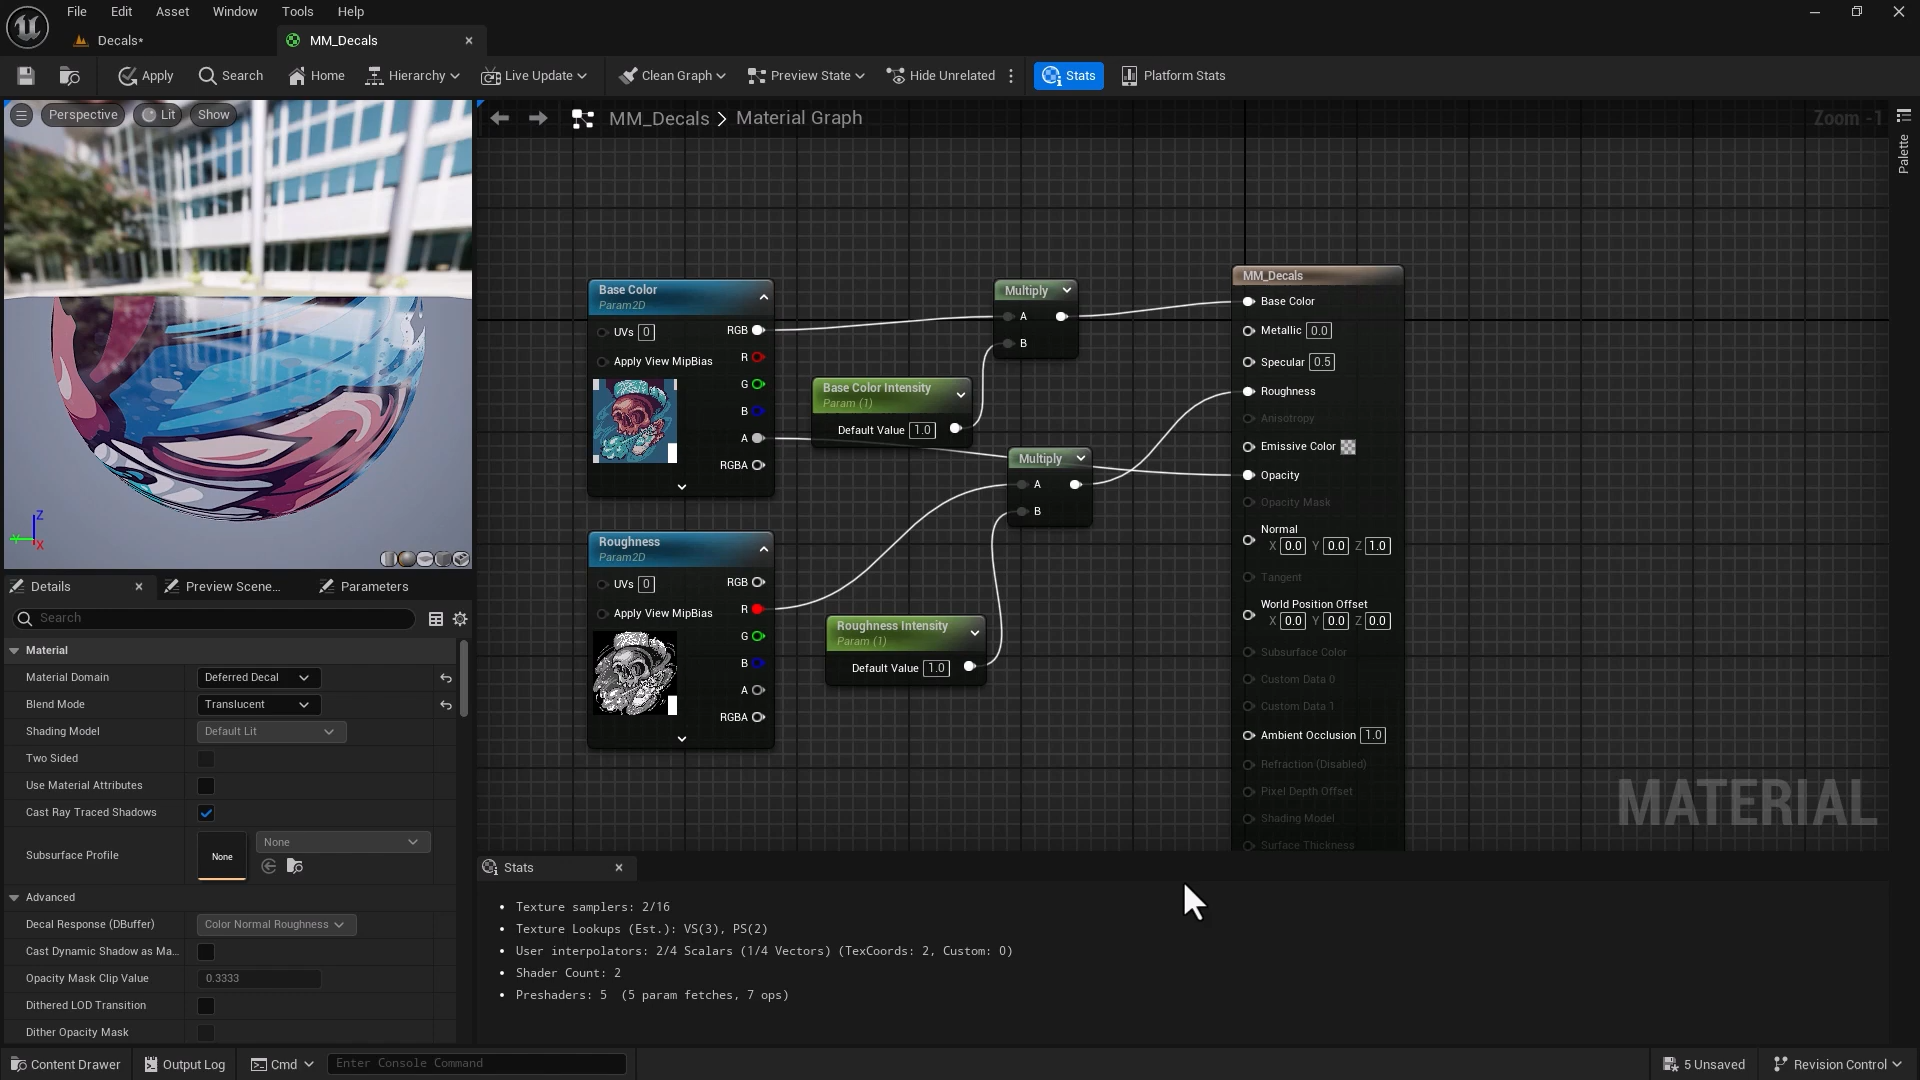 File Edit Asset Window Tools Help
Decals*
MM_Decals
Apply Search Home Hierarchy Live Update Clean Graph Preview State Hide Unrelated Stats Platform Stats
Perspective Lit Show
MM_Decals > Material Graph
Zoom -1
Palette
Base Color
Param2D
UVs 0
RGB
Apply View MipBias
R
G
B
A
RGBA
Multiply
A
B
Base Color Intensity
Param (1)
Default Value 1.0
Multiply
A
B
Roughness
Param2D
UVs 0
RGB
Apply View MipBias
R
G
B
A
RGBA
Roughness Intensity
Param (1)
Default Value 1.0
MM_Decals
Base Color
Metallic 0.0
Specular 0.5
Roughness
Anisotropy
Emissive Color
Opacity
Opacity Mask
Normal
X 0.0 Y 0.0 Z 1.0
Tangent
World Position Offset
X 0.0 Y 0.0 Z 0.0
Subsurface Color
Custom Data 0
Custom Data 1
Ambient Occlusion 1.0
Refraction (Disabled)
Pixel Depth Offset
Shading Model
Surface Thickness
MATERIAL
Z
Y
X
Details Preview Scene... Parameters
Search
Material
Material Domain Deferred Decal
Blend Mode Translucent
Shading Model Default Lit
Two Sided
Use Material Attributes
Cast Ray Traced Shadows
Subsurface Profile None None
Advanced
Decal Response (DBuffer) Color Normal Roughness
Cast Dynamic Shadow as Ma...
Opacity Mask Clip Value 0.3333
Dithered LOD Transition
Dither Opacity Mask
Stats
• Texture samplers: 2/16
• Texture Lookups (Est.): VS(3), PS(2)
• User interpolators: 2/4 Scalars (1/4 Vectors) (TexCoords: 2, Custom: 0)
• Shader Count: 2
• Preshaders: 5 (5 param fetches, 7 ops)
Content Drawer Output Log Cmd Enter Console Command 5 Unsaved Revision Control